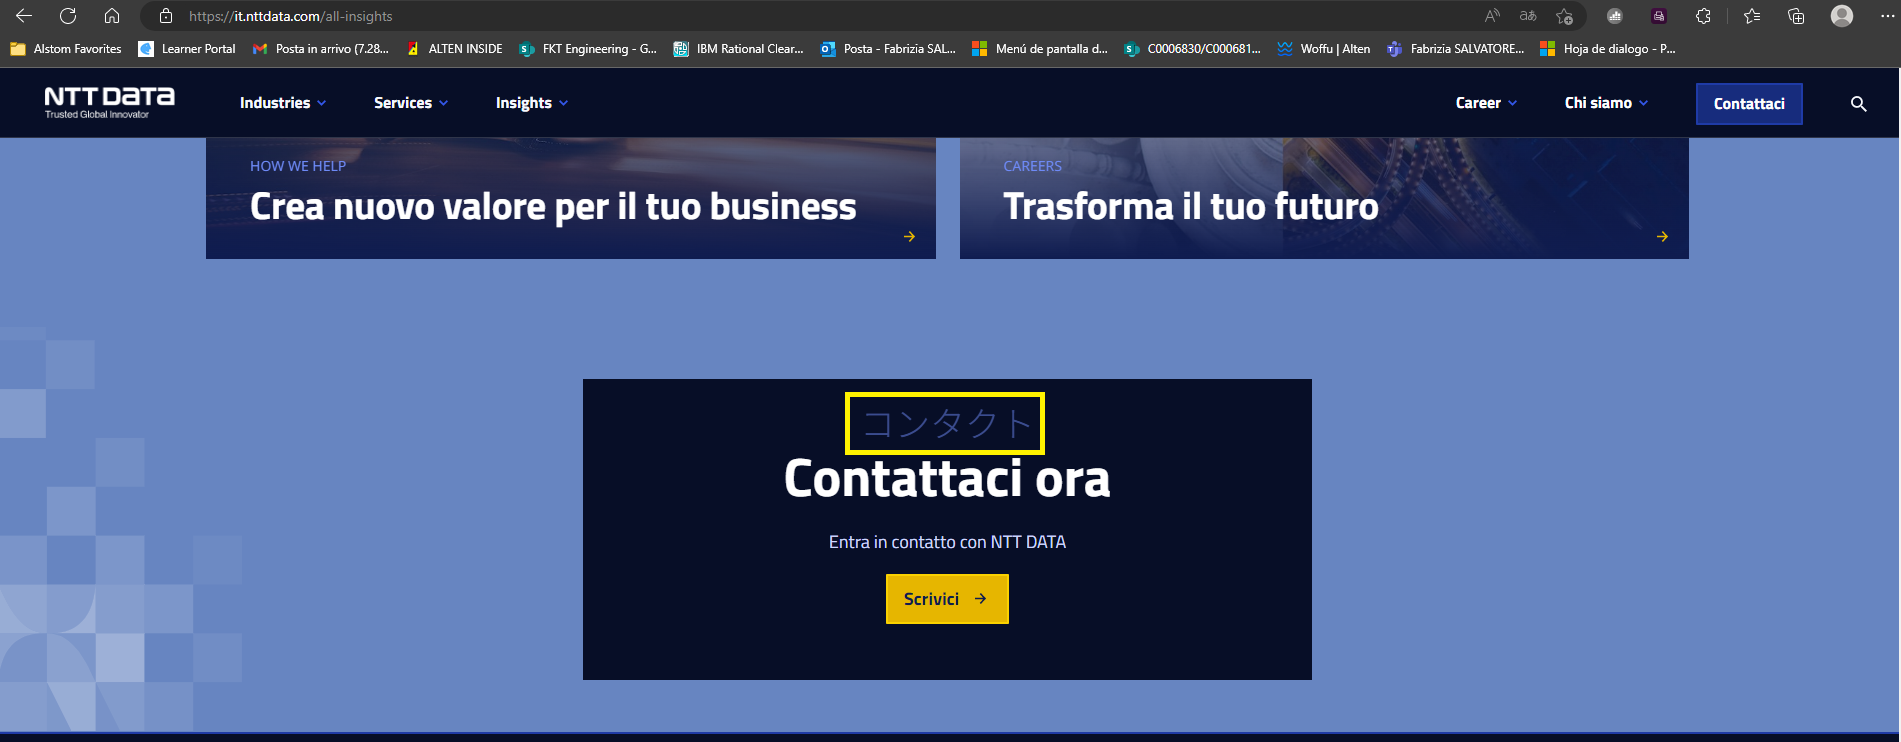 https://it.nttdata.com/all-insights
Alstom Favorites
Learner Portal
Posta in arrivo (7.28...
ALTEN INSIDE
FKT Engineering - G...
IBM Rational Clear...
Posta - Fabrizia SAL...
Menú de pantalla d...
C0006830/C000681...
Woffu | Alten
Fabrizia SALVATORE...
Hoja de dialogo - P...
NTT DATA
Trusted Global Innovator
Industries
Services
Insights
Career
Chi siamo
Contattaci
HOW WE HELP
Crea nuovo valore per il tuo business
CAREERS
Trasforma il tuo futuro
コンタクト
Contattaci ora
Entra in contatto con NTT DATA
Scrivici